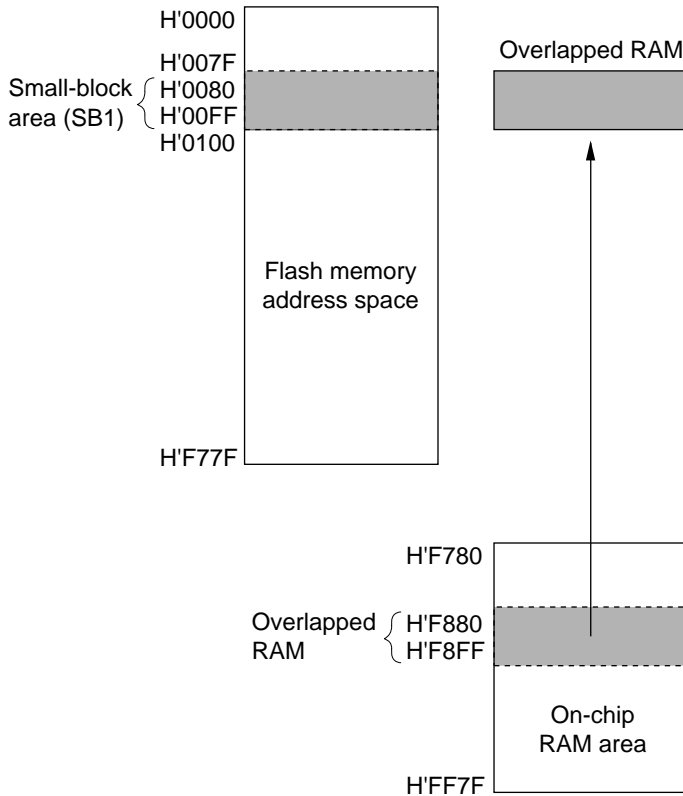 H'0000
H'007F
Small-block
area (SB1)
H'0080
H'00FF
H'0100
Overlapped RAM
Flash memory
address space
H'F77F
H'F780
Overlapped
RAM
H'F880
H'F8FF
On-chip
RAM area
H'FF7F